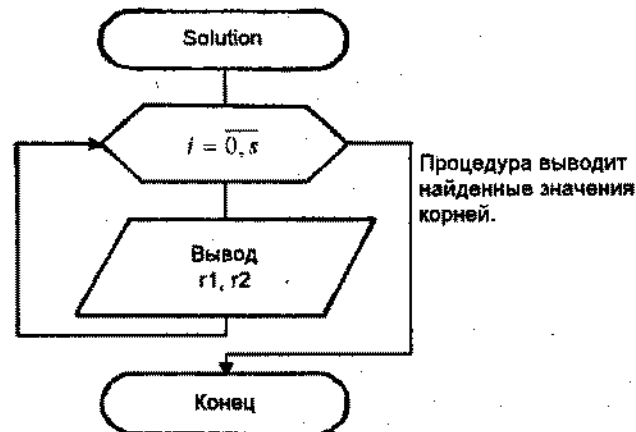 Solution
i = 0, s
Процедура выводит
найденные значения
корней.
Вывод
r1, r2
Конец